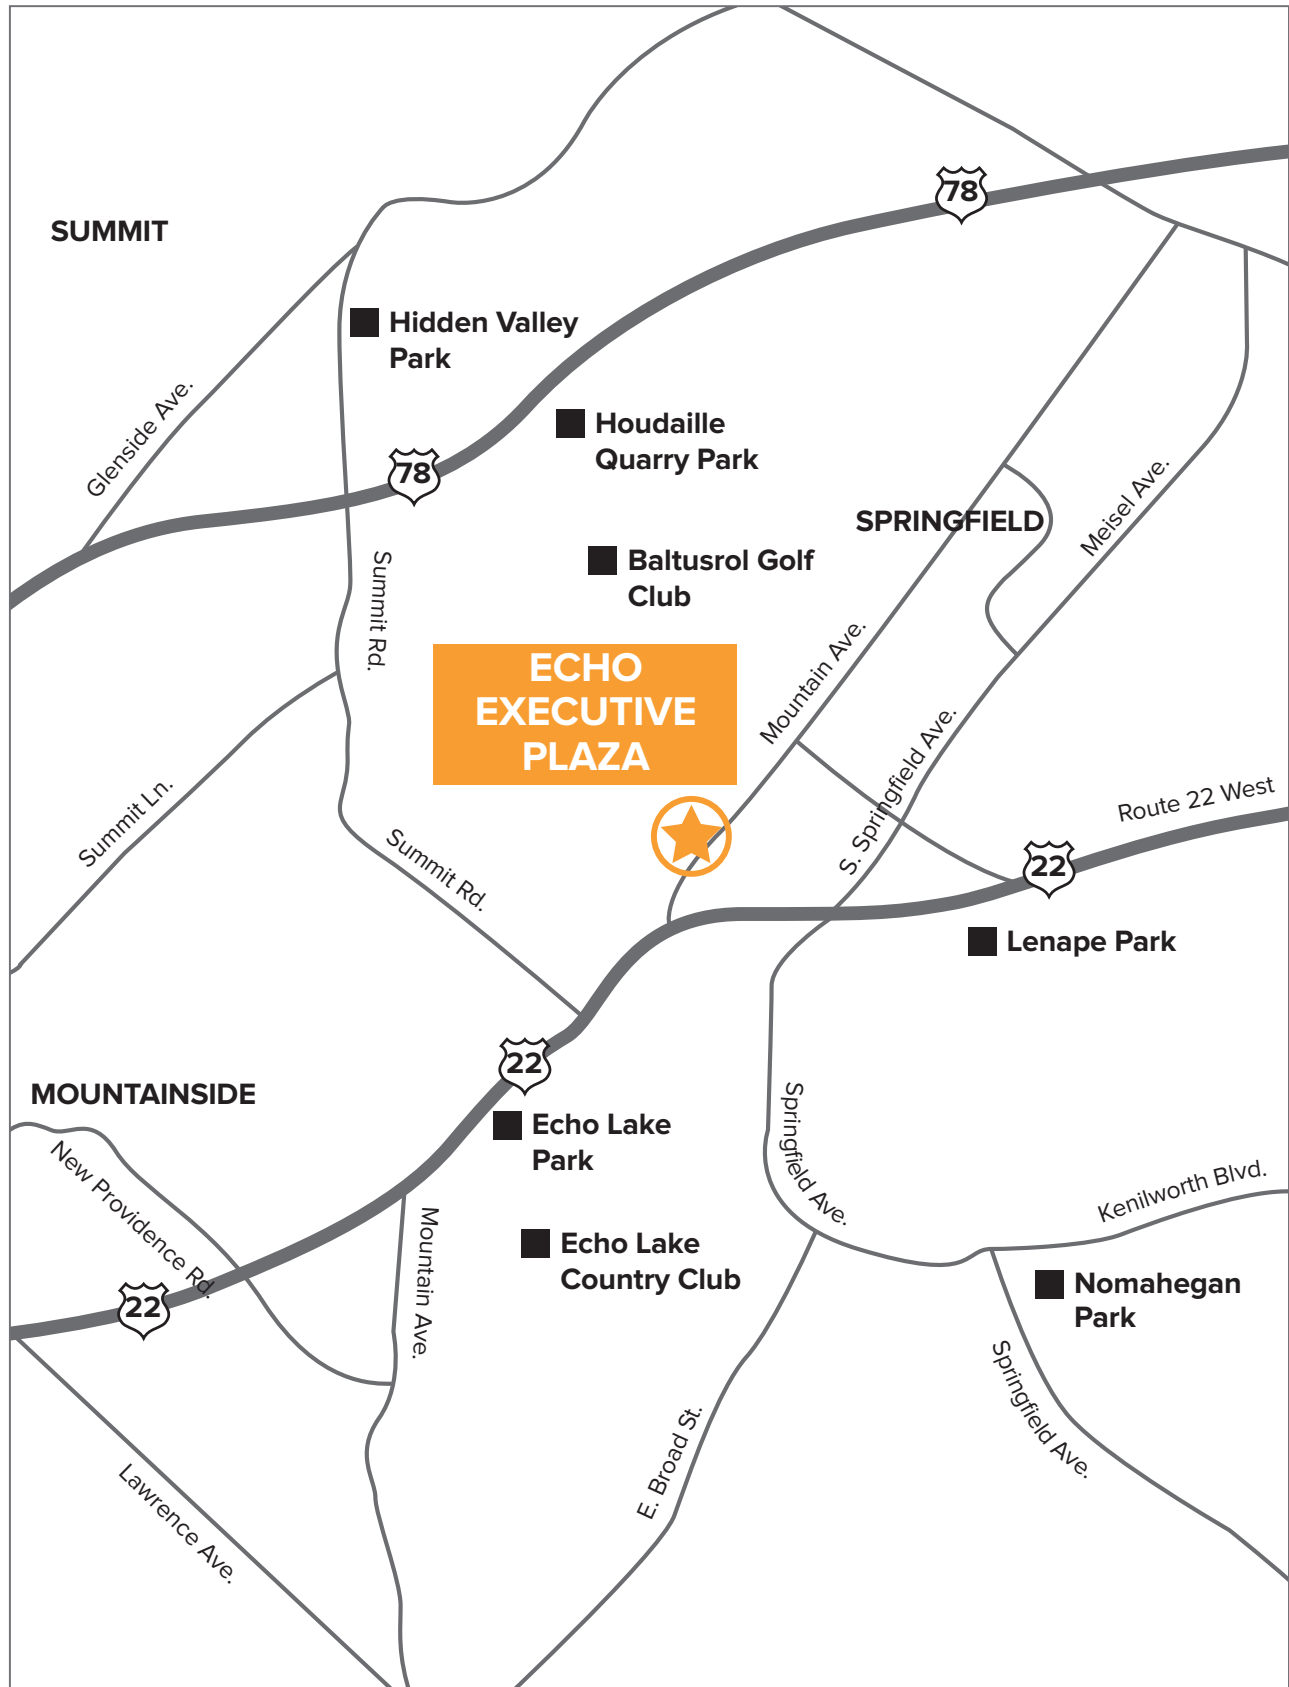 78
SUMMIT
Hidden Valley
Park
Glenside Ave.
Houdaille
Quarry Park
78
SPRINGFIELD
Meisel Ave.
Baltusrol Golf
Club
Summit Rd.
ECHO
EXECUTIVE
PLAZA
Mountain Ave.
S. Springfield Ave.
Route 22 West
Summit Ln.
Summit Rd.
22
Lenape Park
22
MOUNTAINSIDE
Echo Lake
Park
New Providence Rd.
Springfield Ave.
Kenilworth Blvd.
Mountain Ave.
Echo Lake
Country Club
Nomahegan
Park
22
Springfield Ave.
E. Broad St.
Lawrence Ave.